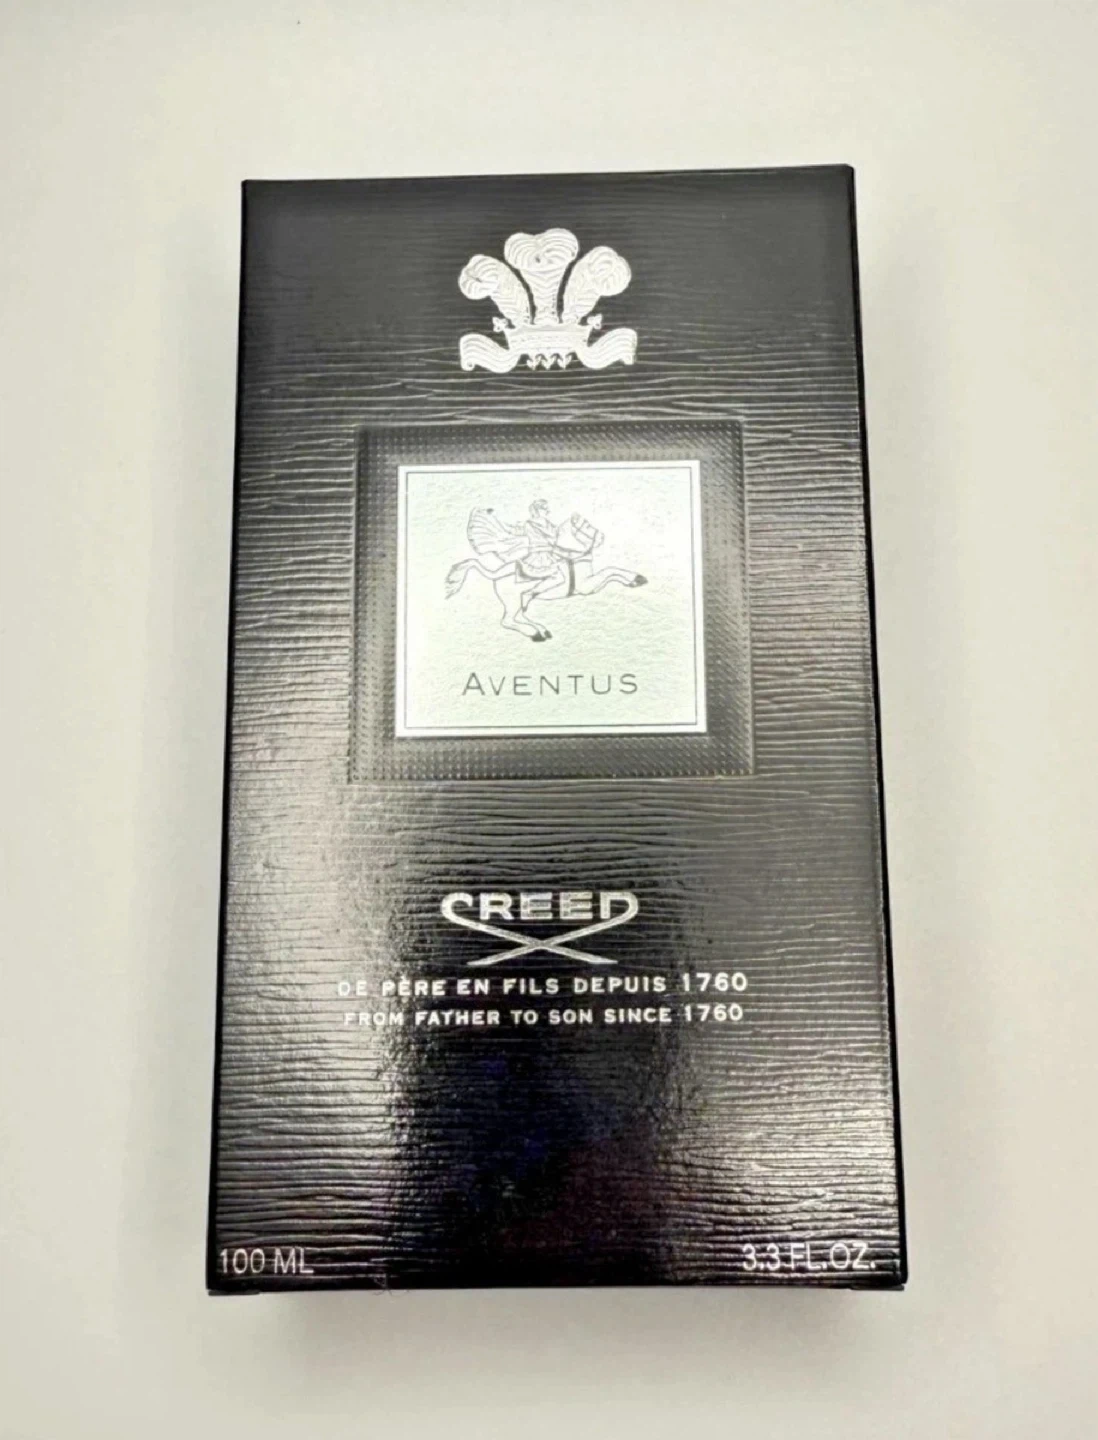 AVENTUS
CREED
DE PÈRE EN FILS DEPUIS 1760
FROM FATHER TO SON SINCE 1760
100 ML
3.3 FL.OZ.